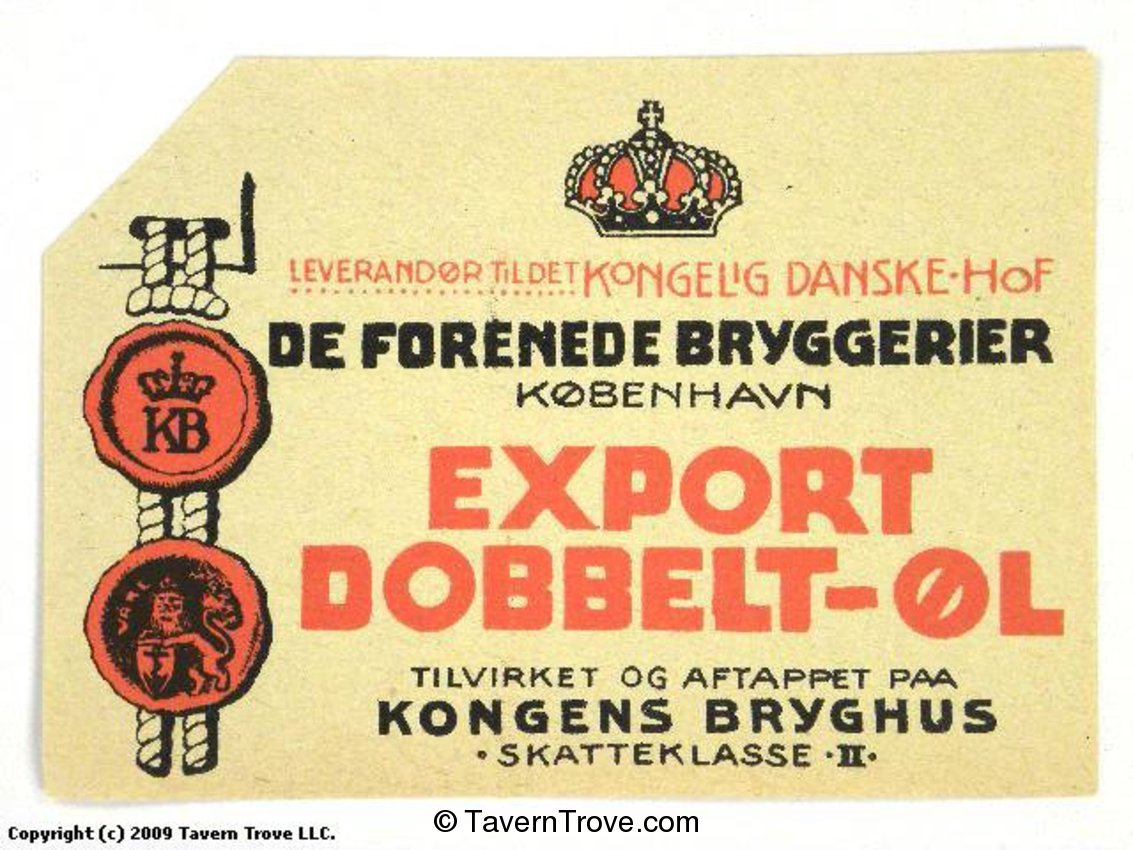 LEVERANDØR TIL DET KONGELIG DANSKE·HOF
DE FORENEDE BRYGGERIER
KØBENHAVN
KB
EXPORT
DOBBELT-ØL
TILVIRKET OG AFTAPPET PAA
KONGENS BRYGHUS
·SKATTEKLASSE·II·
Copyright (c) 2009 Tavern Trove LLC.
© TavernTrove.com